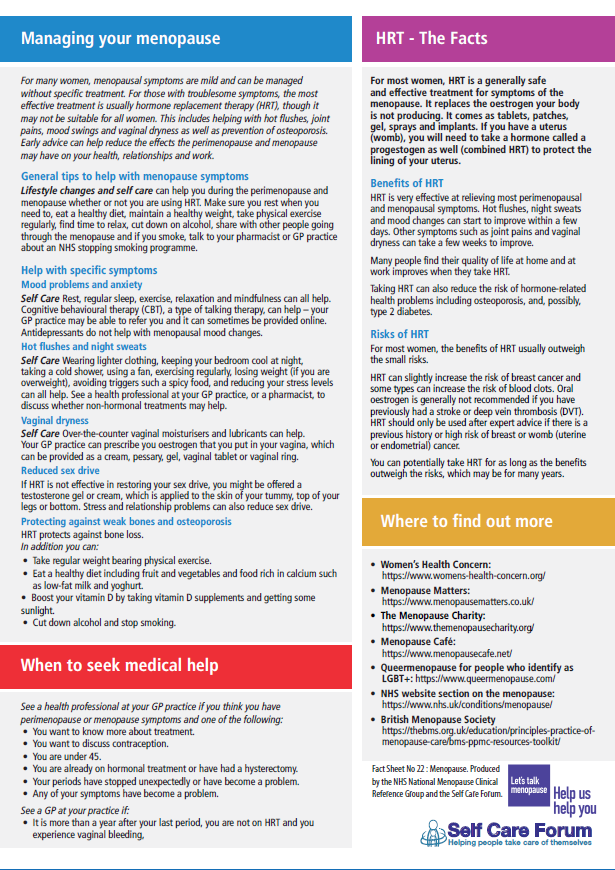 Managing your menopause
For many women, menopausal symptoms are mild and can be managed
without specific treatment. For those with troublesome symptoms, the most
effective treatment is usually hormone replacement therapy (HRT), though it
may not be suitable for all women. This includes helping with hot flushes, joint
pains, mood swings and vaginal dryness as well as prevention of osteoporosis.
Early advice can help reduce the effects the perimenopause and menopause
may have on your health, relationships and work.
General tips to help with menopause symptoms
Lifestyle changes and self care can help you during the perimenopause and
menopause whether or not you are using HRT. Make sure you rest when you
need to, eat a healthy diet, maintain a healthy weight, take physical exercise
regularly, find time to relax, cut down on alcohol, share with other people going
through the menopause and if you smoke, talk to your pharmacist or GP practice
about an NHS stopping smoking programme.
Help with specific symptoms
Mood problems and anxiety
Self Care Rest, regular sleep, exercise, relaxation and mindfulness can all help.
Cognitive behavioural therapy (CBT), a type of talking therapy, can help – your
GP practice may be able to refer you and it can sometimes be provided online.
Antidepressants do not help with menopausal mood changes.
Hot flushes and night sweats
Self Care Wearing lighter clothing, keeping your bedroom cool at night,
taking a cold shower, using a fan, exercising regularly, losing weight (if you are
overweight), avoiding triggers such a spicy food, and reducing your stress levels
can all help. See a health professional at your GP practice, or a pharmacist, to
discuss whether non-hormonal treatments may help.
Vaginal dryness
Self Care Over-the-counter vaginal moisturisers and lubricants can help.
Your GP practice can prescribe you oestrogen that you put in your vagina, which
can be provided as a cream, pessary, gel, vaginal tablet or vaginal ring.
Reduced sex drive
If HRT is not effective in restoring your sex drive, you might be offered a
testosterone gel or cream, which is applied to the skin of your tummy, top of your
legs or bottom. Stress and relationship problems can also reduce sex drive.
Protecting against weak bones and osteoporosis
HRT protects against bone loss.
In addition you can:
• Take regular weight bearing physical exercise.
• Eat a healthy diet including fruit and vegetables and food rich in calcium such
as low-fat milk and yoghurt.
• Boost your vitamin D by taking vitamin D supplements and getting some
sunlight.
• Cut down alcohol and stop smoking.
When to seek medical help
See a health professional at your GP practice if you think you have
perimenopause or menopause symptoms and one of the following:
• You want to know more about treatment.
• You want to discuss contraception.
• You are under 45.
• You are already on hormonal treatment or have had a hysterectomy.
• Your periods have stopped unexpectedly or have become a problem.
• Any of your symptoms have become a problem.
See a GP at your practice if:
• It is more than a year after your last period, you are not on HRT and you
experience vaginal bleeding,
HRT - The Facts
For most women, HRT is a generally safe
and effective treatment for symptoms of the
menopause. It replaces the oestrogen your body
is not producing. It comes as tablets, patches,
gel, sprays and implants. If you have a uterus
(womb), you will need to take a hormone called a
progestogen as well (combined HRT) to protect the
lining of your uterus.
Benefits of HRT
HRT is very effective at relieving most perimenopausal
and menopausal symptoms. Hot flushes, night sweats
and mood changes can start to improve within a few
days. Other symptoms such as joint pains and vaginal
dryness can take a few weeks to improve.
Many people find their quality of life at home and at
work improves when they take HRT.
Taking HRT can also reduce the risk of hormone-related
health problems including osteoporosis, and, possibly,
type 2 diabetes.
Risks of HRT
For most women, the benefits of HRT usually outweigh
the small risks.
HRT can slightly increase the risk of breast cancer and
some types can increase the risk of blood clots. Oral
oestrogen is generally not recommended if you have
previously had a stroke or deep vein thrombosis (DVT).
HRT should only be used after expert advice if there is a
previous history or high risk of breast or womb (uterine
or endometrial) cancer.
You can potentially take HRT for as long as the benefits
outweigh the risks, which may be for many years.
Where to find out more
• Women's Health Concern:
https://www.womens-health-concern.org/
• Menopause Matters:
https://www.menopausematters.co.uk/
• The Menopause Charity:
https://www.themenopausecharity.org/
• Menopause Café:
https://www.menopausecafe.net/
• Queermenopause for people who identify as
LGBT+: https://www.queermenopause.com/
• NHS website section on the menopause:
https://www.nhs.uk/conditions/menopause/
• British Menopause Society
https://thebms.org.uk/education/principles-practice-of-
menopause-care/bms-ppmc-resources-toolkit/
Fact Sheet No 22 : Menopause. Produced
by the NHS National Menopause Clinical
Reference Group and the Self Care Forum.
Let's talk
menopause
Help us
help you
Self Care Forum
Helping people take care of themselves